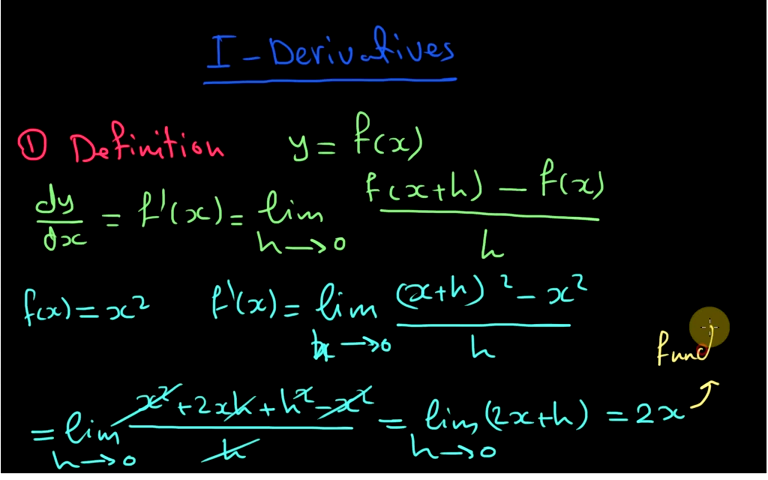 I - Derivatives
① Definition y = f(x)
dy/dx = f'(x) = lim h→0 (f(x+h) - f(x))/h
f(x) = x² f'(x) = lim h→0 ((x+h)² - x²)/h
func
= lim h→0 (x² + 2xh + h² - x²)/h = lim h→0 (2x+h) = 2x